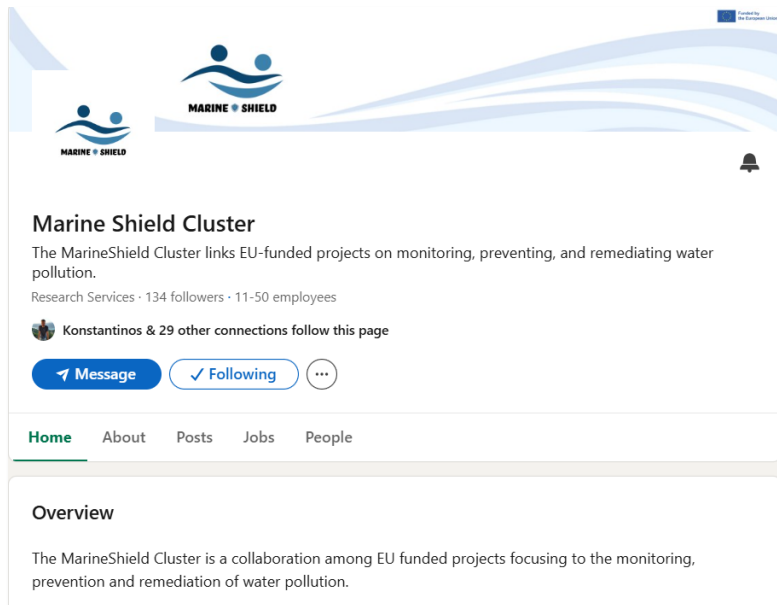 Funded by
the European Union
MARINE SHIELD
MARINE SHIELD
Marine Shield Cluster
The MarineShield Cluster links EU-funded projects on monitoring, preventing, and remediating water
pollution.
Research Services · 134 followers · 11-50 employees
Konstantinos & 29 other connections follow this page
Message
Following
Home About Posts Jobs People
Overview
The MarineShield Cluster is a collaboration among EU funded projects focusing to the monitoring,
prevention and remediation of water pollution.